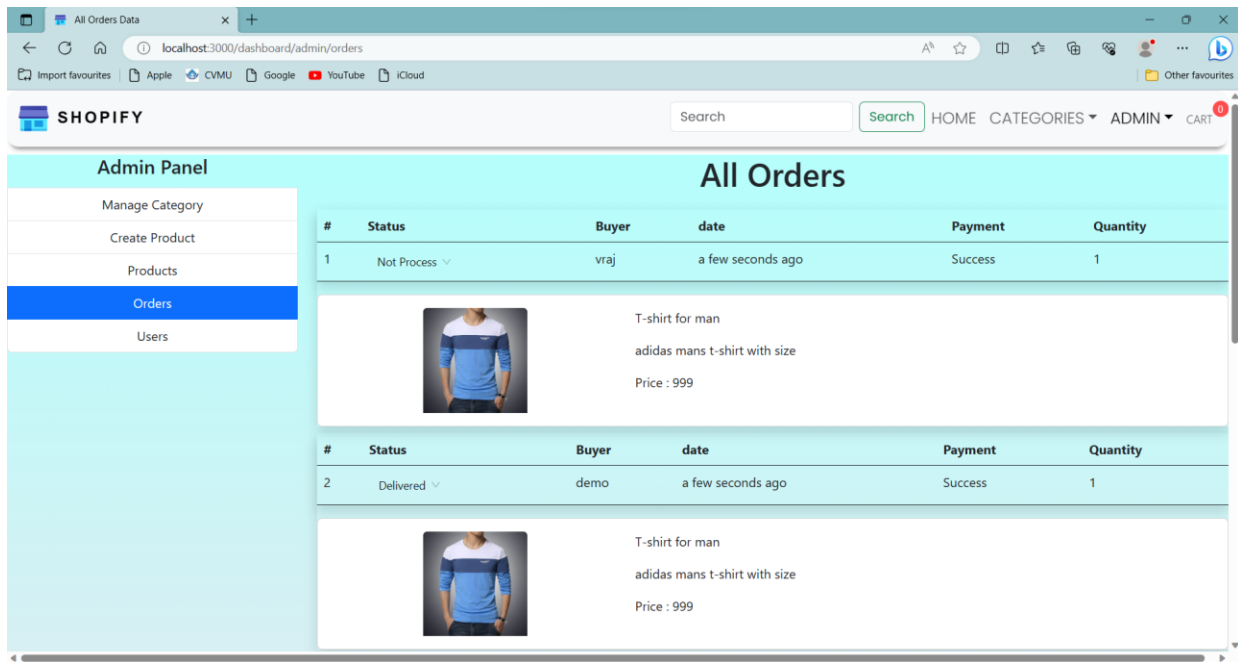 All Orders Data
localhost:3000/dashboard/admin/orders
Import favourites Apple CVMU Google YouTube iCloud Other favourites
SHOPIFY Search Search HOME CATEGORIES ADMIN CART 0
Admin Panel
Manage Category
Create Product
Products
Orders
Users
All Orders
# Status Buyer date Payment Quantity
1 Not Process vraj a few seconds ago Success 1
T-shirt for man
adidas mans t-shirt with size
Price : 999
# Status Buyer date Payment Quantity
2 Delivered demo a few seconds ago Success 1
T-shirt for man
adidas mans t-shirt with size
Price : 999